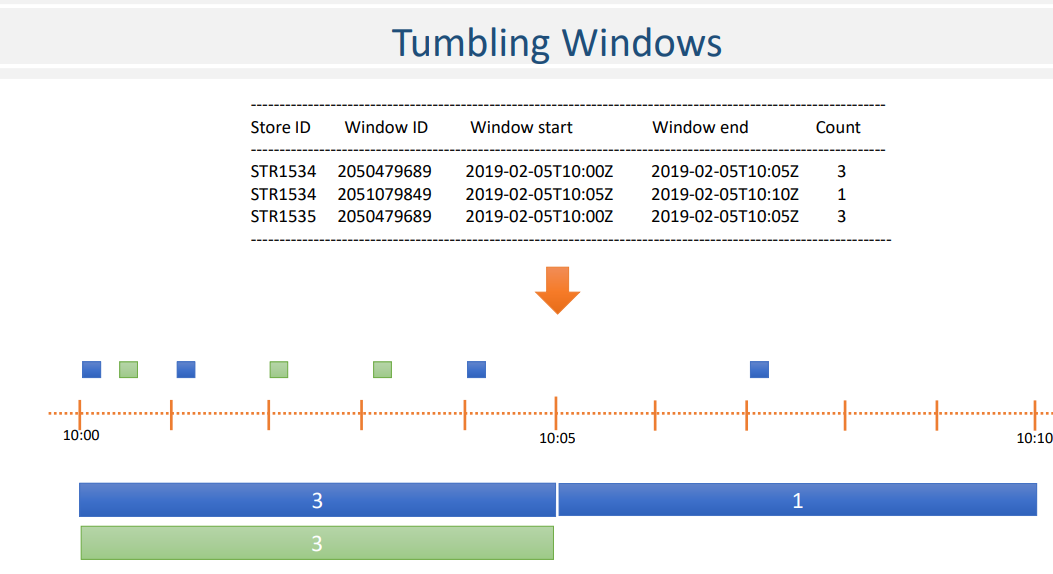 Tumbling Windows
Store ID Window ID Window start Window end Count
STR1534 2050479689 2019-02-05T10:00Z 2019-02-05T10:05Z 3
STR1534 2051079849 2019-02-05T10:05Z 2019-02-05T10:10Z 1
STR1535 2050479689 2019-02-05T10:00Z 2019-02-05T10:05Z 3
10:00 10:05 10:10
3 1
3